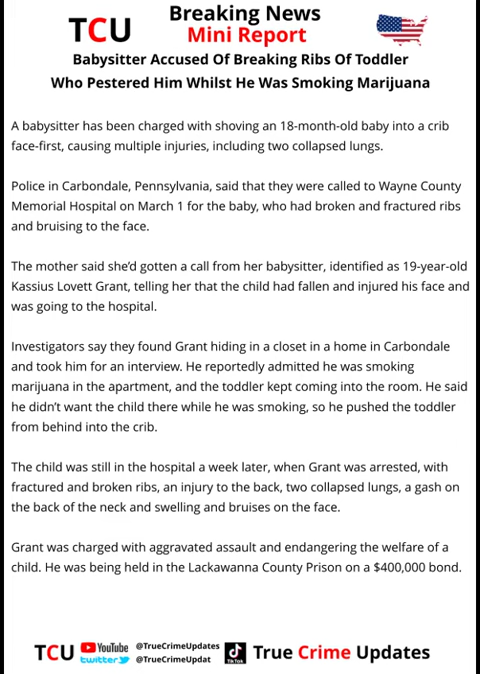 TCU
Breaking News
Mini Report
Babysitter Accused Of Breaking Ribs Of Toddler
Who Pestered Him Whilst He Was Smoking Marijuana
A babysitter has been charged with shoving an 18-month-old baby into a crib
face-first, causing multiple injuries, including two collapsed lungs.
Police in Carbondale, Pennsylvania, said that they were called to Wayne County
Memorial Hospital on March 1 for the baby, who had broken and fractured ribs
and bruising to the face.
The mother said she’d gotten a call from her babysitter, identified as 19-year-old
Kassius Lovett Grant, telling her that the child had fallen and injured his face and
was going to the hospital.
Investigators say they found Grant hiding in a closet in a home in Carbondale
and took him for an interview. He reportedly admitted he was smoking
marijuana in the apartment, and the toddler kept coming into the room. He said
he didn’t want the child there while he was smoking, so he pushed the toddler
from behind into the crib.
The child was still in the hospital a week later, when Grant was arrested, with
fractured and broken ribs, an injury to the back, two collapsed lungs, a gash on
the back of the neck and swelling and bruises on the face.
Grant was charged with aggravated assault and endangering the welfare of a
child. He was being held in the Lackawanna County Prison on a $400,000 bond.
TCU
YouTube @TrueCrimeUpdates
twitter @TrueCrimeUpdat
TikTok
True Crime Updates